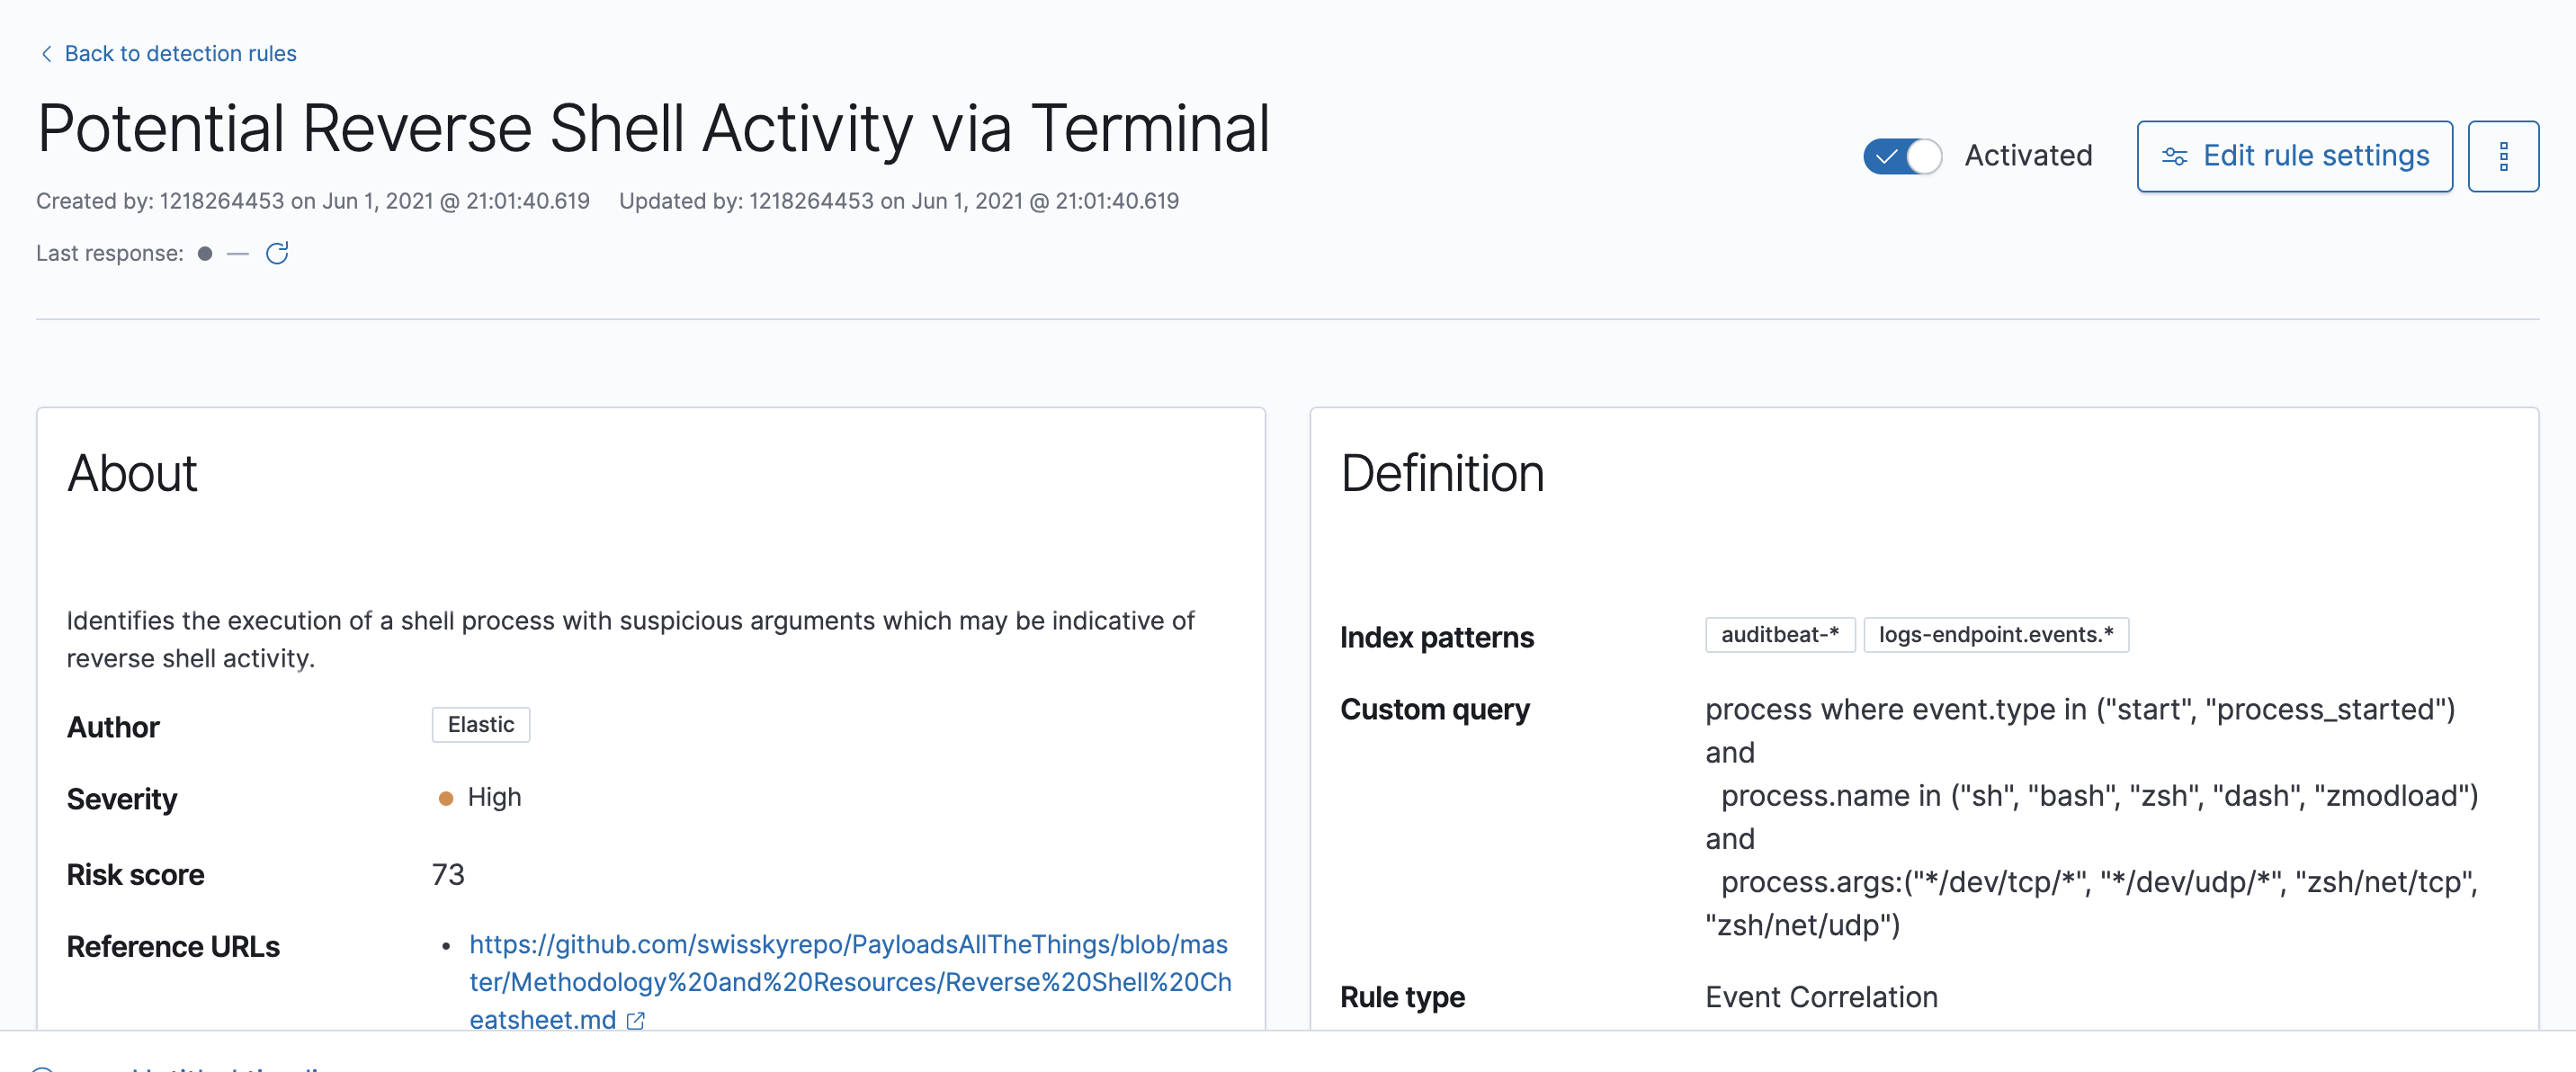 Back to detection rules
Potential Reverse Shell Activity via Terminal
Activated
Edit rule settings
Created by: 1218264453 on Jun 1, 2021 @ 21:01:40.619 Updated by: 1218264453 on Jun 1, 2021 @ 21:01:40.619
Last response: —
About
Identifies the execution of a shell process with suspicious arguments which may be indicative of
reverse shell activity.
Author Elastic
Severity High
Risk score 73
Reference URLs • https://github.com/swisskyrepo/PayloadsAllTheThings/blob/mas
ter/Methodology%20and%20Resources/Reverse%20Shell%20Ch
eatsheet.md
Definition
Index patterns auditbeat-* logs-endpoint.events.*
Custom query process where event.type in ("start", "process_started")
and
process.name in ("sh", "bash", "zsh", "dash", "zmodload")
and
process.args:("*/dev/tcp/*", "*/dev/udp/*", "zsh/net/tcp",
"zsh/net/udp")
Rule type Event Correlation